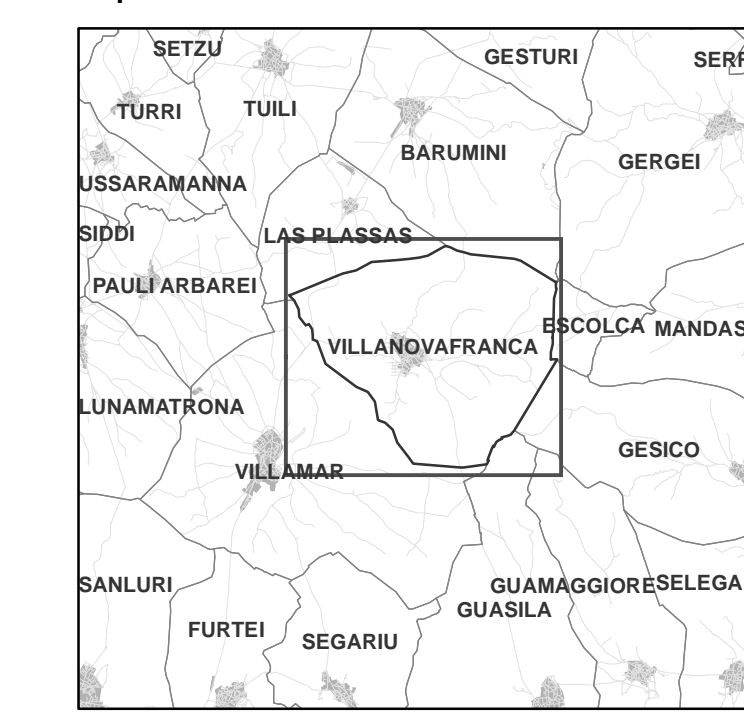 SETZU
GESTURI
TURRI
TUILI
BARUMINI
GERGEI
USSARAMANNA
SIDDI
LAS PLASSAS
PAULI ARBAREI
ESCOLCA
MANDAS
VILLANOVAFRANCA
LUNAMATRONA
GESICO
VILLAMAR
SANLURI
GUAMAGGIORE
SELEGA
GUASILA
FURTEI
SEGARIU